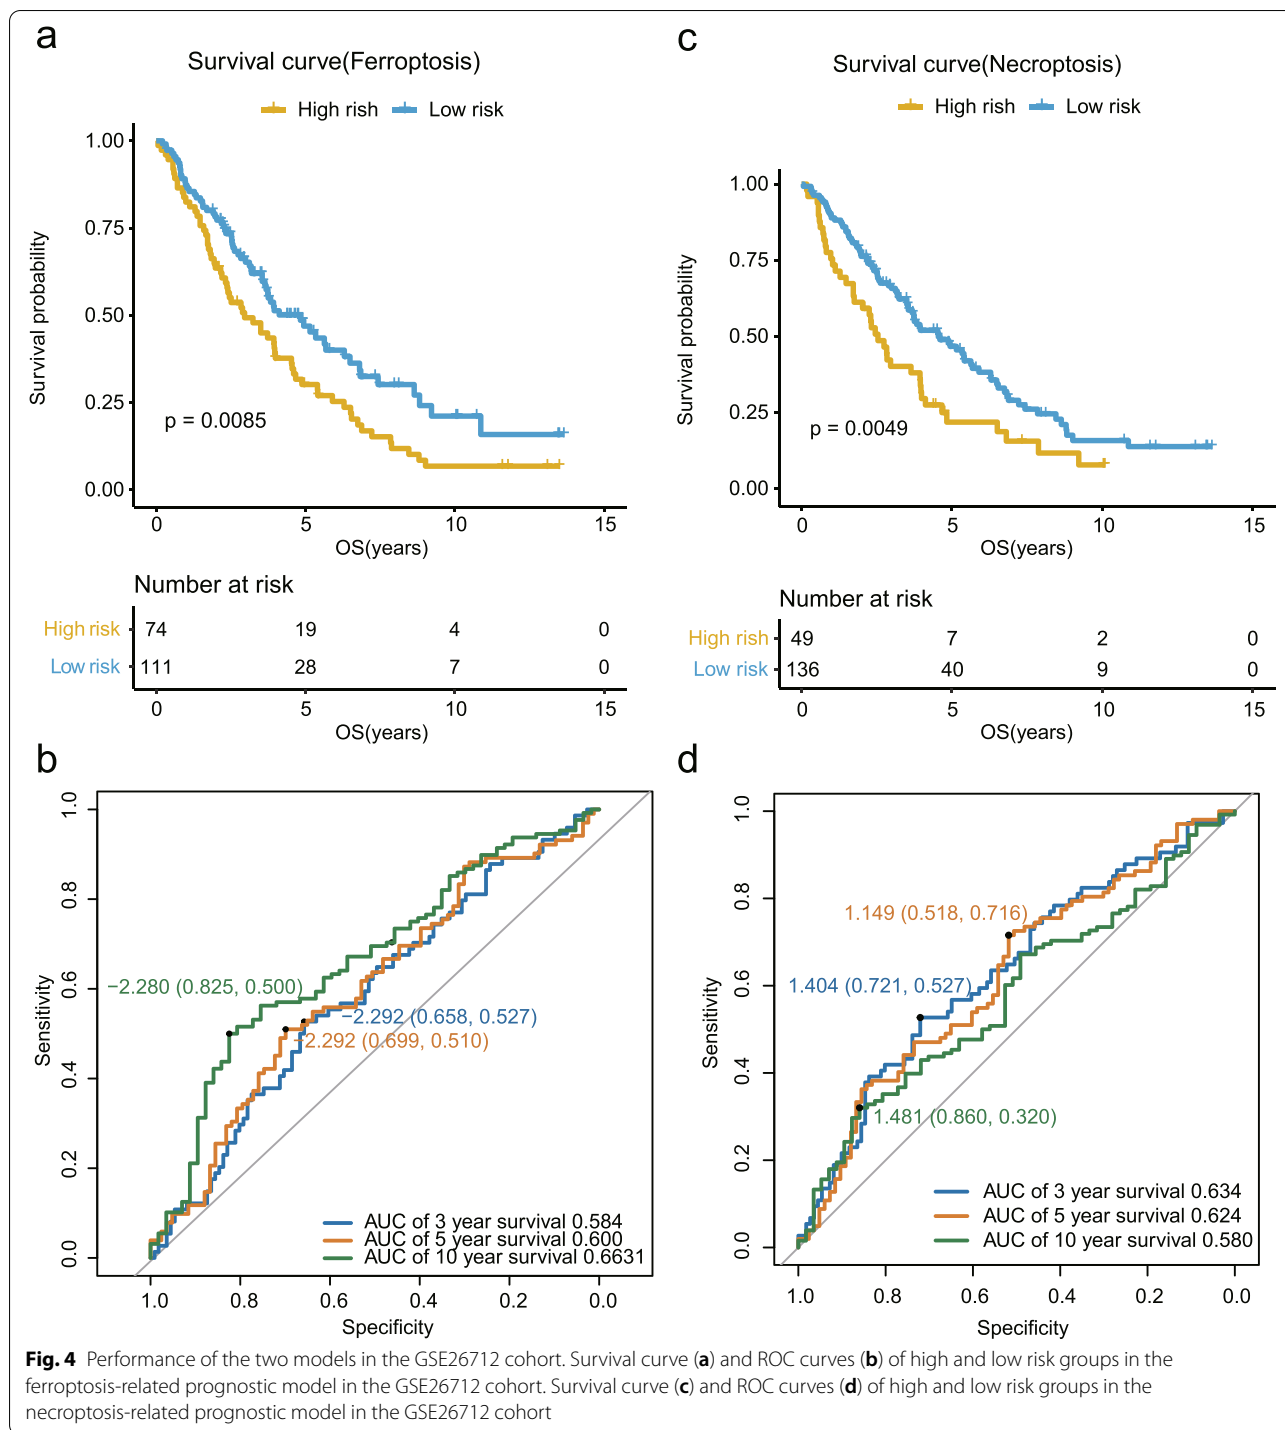 a
Survival curve(Ferroptosis)
High rish Low risk
Survival probability
1.00
0.75
0.50
0.25
0.00
p = 0.0085
0 5 10 15
OS(years)
Number at risk
High risk 74 19 4 0
Low risk 111 28 7 0
0 5 10 15
OS(years)
c
Survival curve(Necroptosis)
High rish Low risk
Survival probability
1.00
0.75
0.50
0.25
0.00
p = 0.0049
0 5 10 15
OS(years)
Number at risk
High rish 49 7 2 0
Low risk 136 40 9 0
0 5 10 15
OS(years)
b
Sensitivity
1.0
0.8
0.6
0.4
0.2
0.0
−2.280 (0.825, 0.500)
−2.292 (0.658, 0.527)
−2.292 (0.699, 0.510)
AUC of 3 year survival 0.584
AUC of 5 year survival 0.600
AUC of 10 year survival 0.6631
1.0 0.8 0.6 0.4 0.2 0.0
Specificity
d
Sensitivity
1.0
0.8
0.6
0.4
0.2
0.0
1.149 (0.518, 0.716)
1.404 (0.721, 0.527)
1.481 (0.860, 0.320)
AUC of 3 year survival 0.634
AUC of 5 year survival 0.624
AUC of 10 year survival 0.580
1.0 0.8 0.6 0.4 0.2 0.0
Specificity
Fig. 4 Performance of the two models in the GSE26712 cohort. Survival curve (a) and ROC curves (b) of high and low risk groups in the
ferroptosis-related prognostic model in the GSE26712 cohort. Survival curve (c) and ROC curves (d) of high and low risk groups in the
necroptosis-related prognostic model in the GSE26712 cohort